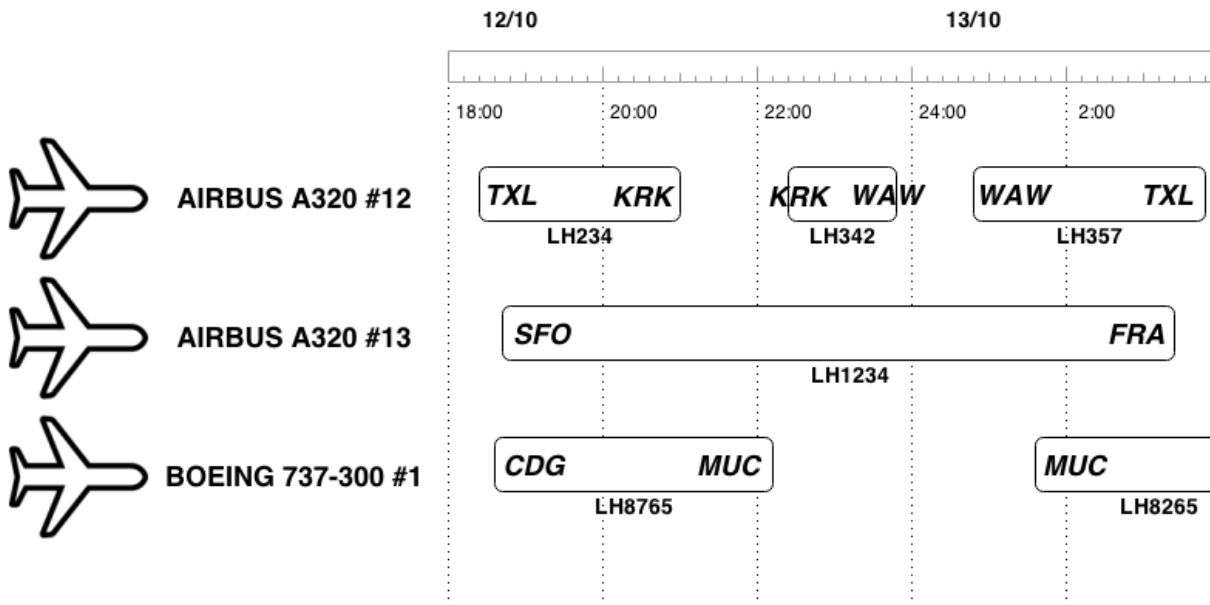 12/10 13/10
18:00 20:00 22:00 24:00 2:00
AIRBUS A320 #12 TXL KRK KRK WAW WAW TXL
LH234 LH342 LH357
AIRBUS A320 #13 SFO FRA
LH1234
BOEING 737-300 #1 CDG MUC MUC
LH8765 LH8265